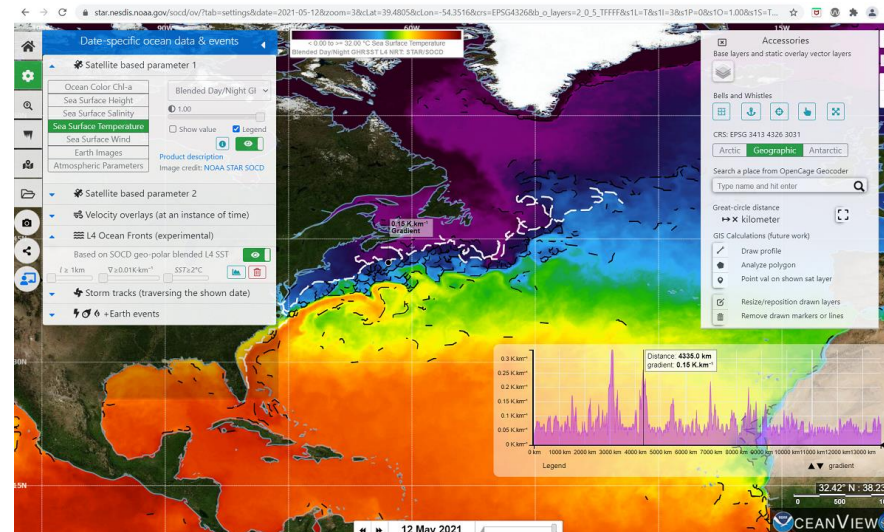 star.nesdis.noaa.gov/socd/ov/?tab=settings&date=2021-05-12&zoom=3&cLat=39.4805&cLon=-54.3516&crs=EPSG4326&b_o_layers=2_0_5_TFFFF&s1L=T&s1I=3&s1P=0&s1O=1.00&s1S=T...
90W
60W
15W
Date-specific ocean data & events
Satellite based parameter 1
Ocean Color Chl-a
Sea Surface Height
Sea Surface Salinity
Sea Surface Temperature
Sea Surface Wind
Earth Images
Atmospheric Parameters
Blended Day/Night GI
1.00
Show value
Legend
Product description
Image credit: NOAA STAR SOCD
Satellite based parameter 2
Velocity overlays (at an instance of time)
L4 Ocean Fronts (experimental)
Based on SOCD geo-polar blended L4 SST
l ≥ 1km
∇≥0.01K·km⁻¹
SST≥2°C
Storm tracks (traversing the shown date)
+Earth events
< 0.00 to >= 32.00 °C Sea Surface Temperature
Blended Day/Night GHRSST L4 NRT: STAR/SOCD
0.15 K.km⁻¹
Gradient
Accessories
Base layers and static overlay vector layers
Bells and Whistles
CRS: EPSG 3413 4326 3031
Arctic
Geographic
Antarctic
Search a place from OpenCage Geocoder
Type name and hit enter
Great-circle distance
kilometer
GIS Calculations (future work)
Draw profile
Analyze polygon
Point val on shown sat layer
Resize/reposition drawn layers
Remove drawn markers or lines
Distance: 4335.0 km
gradient: 0.15 K.km⁻¹
0.3 K.km⁻¹
0.25 K.km⁻¹
0.2 K.km⁻¹
0.15 K.km⁻¹
0.1 K.km⁻¹
0.05 K.km⁻¹
0 K.km⁻¹
0 km 1000 km 2000 km 3000 km 4000 km 5000 km 6000 km 7000 km 8000 km 9000 km 10000 km 11000 km 12000 km 13000 km
Legend
▲▼ gradient
30N
15N
32.42° N : 38.23
0 500
12 May 2021
CEANVIEW